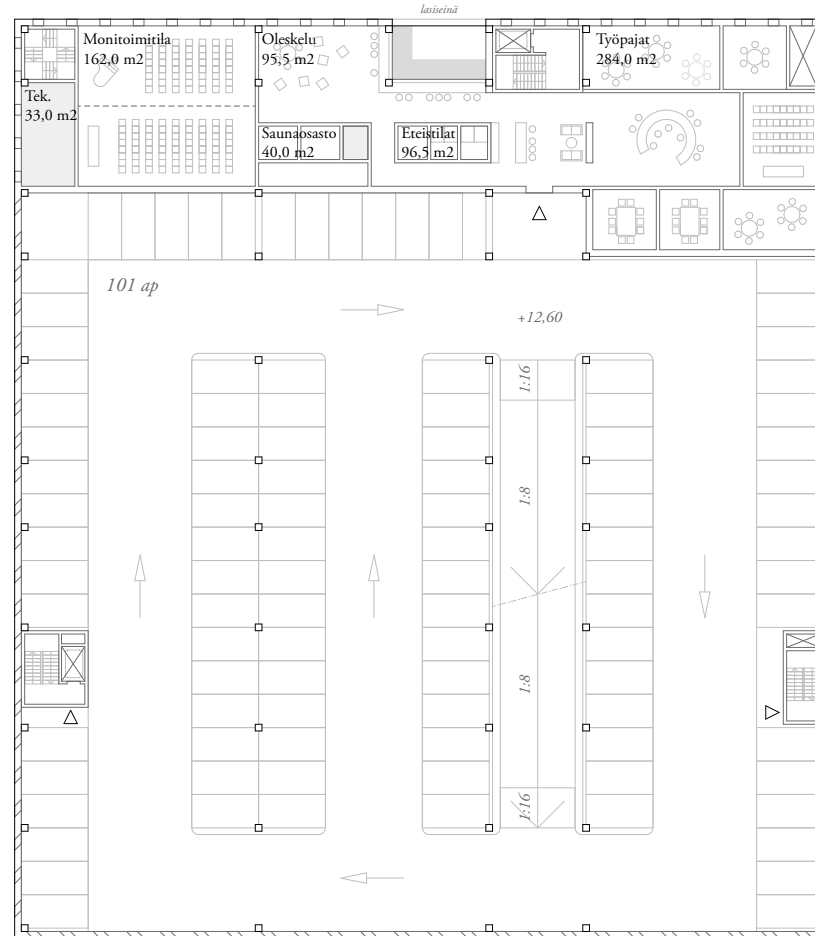 lasiseinä
Monitoimitila
162,0 m2
Oleskelu
95,5 m2
Työpajat
284,0 m2
Tek.
33,0 m2
Saunaosasto
40,0 m2
Eteistilat
96,5 m2
101 ap
+12,60
1:16
1:8
1:8
1:16